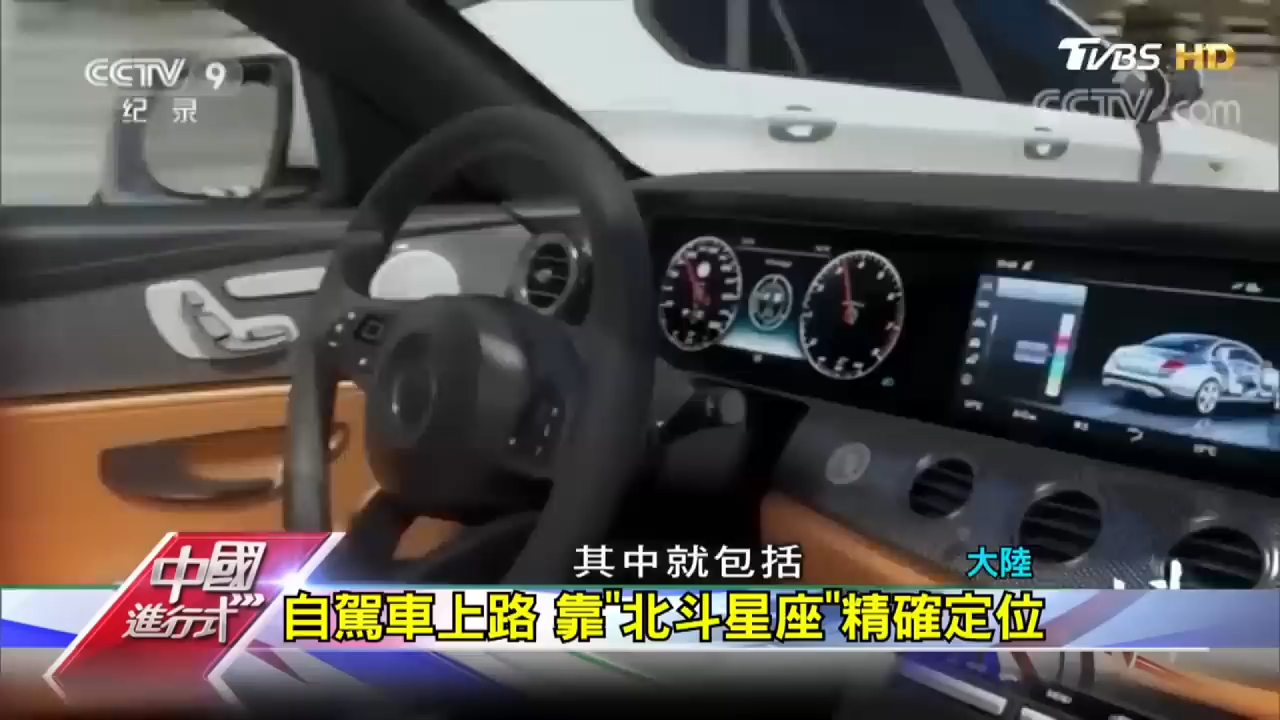 CCTV 9
纪 录
TVBS HD
CCTV.com
其中就包括
大陸
中國
進行式
自駕車上路 靠"北斗星座"精確定位